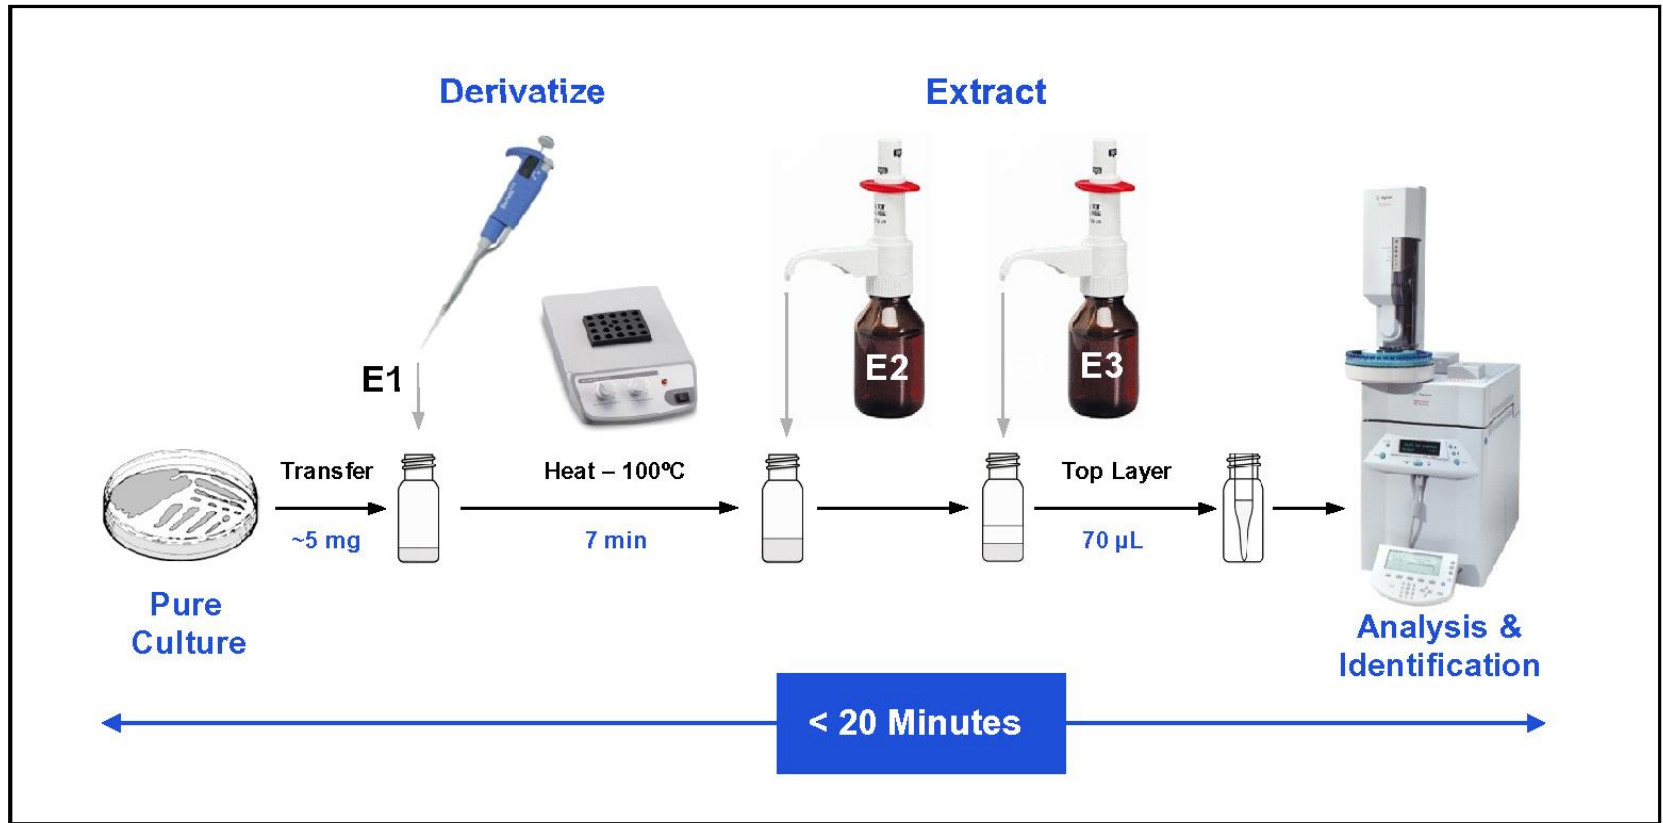 Derivatize
Extract
E1
E2
E3
Transfer
~5 mg
Heat – 100ºC
7 min
Top Layer
70 µL
Pure
Culture
Analysis &
Identification
< 20 Minutes